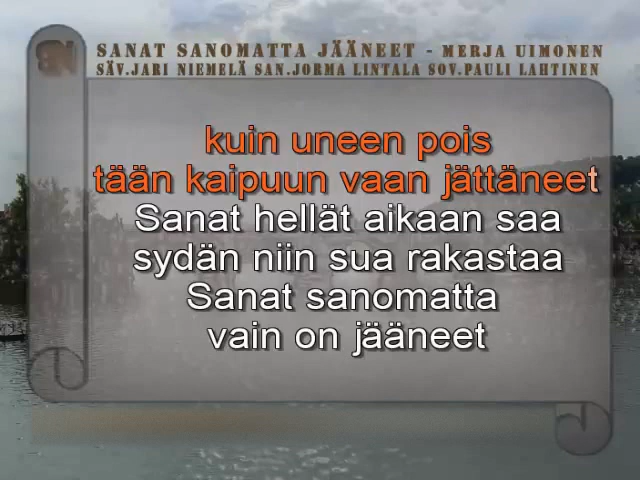 SANAT SANOMATTA JÄÄNEET - MERJA UIMONEN
SÄV.JARI NIEMELÄ SAN.JORMA LINTALA SOV.PAULI LAHTINEN
kuin uneen pois
tään kaipuun vaan jättäneet
Sanat hellät aikaan saa
sydän niin sua rakastaa
Sanat sanomatta
vain on jääneet